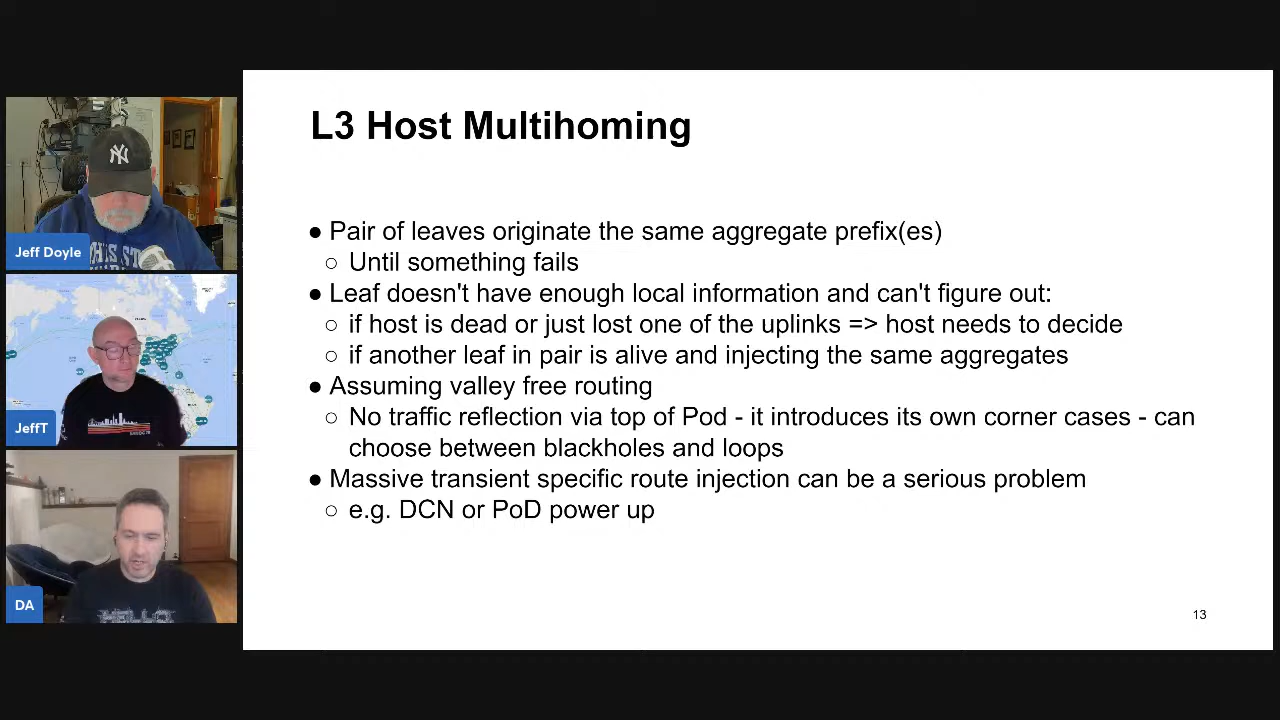 L3 Host Multihoming
● Pair of leaves originate the same aggregate prefix(es)
○ Until something fails
● Leaf doesn't have enough local information and can't figure out:
○ if host is dead or just lost one of the uplinks => host needs to decide
○ if another leaf in pair is alive and injecting the same aggregates
● Assuming valley free routing
○ No traffic reflection via top of Pod - it introduces its own corner cases - can
choose between blackholes and loops
● Massive transient specific route injection can be a serious problem
○ e.g. DCN or PoD power up
13
NY
Jeff Doyle
JeffT
HELLO
DA